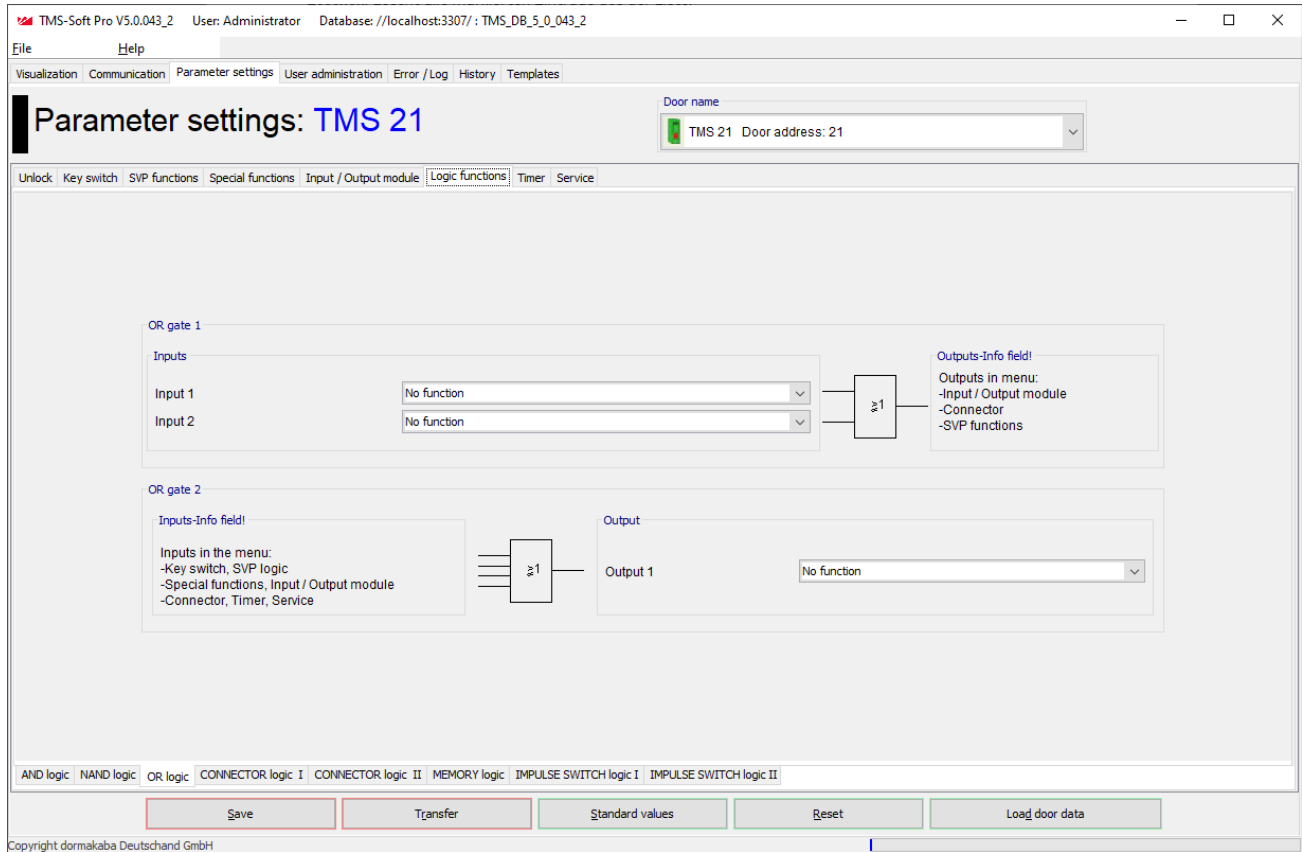 TMS-Soft Pro V5.0.043_2 User: Administrator Database: //localhost:3307/ : TMS_DB_5_0_043_2
File Help
Visualization Communication Parameter settings User administration Error / Log History Templates
Parameter settings: TMS 21
Door name
TMS 21 Door address: 21
Unlock Key switch SVP functions Special functions Input / Output module Logic functions Timer Service
OR gate 1
Inputs
Input 1 No function
Input 2 No function
≥1
Outputs-Info field!
Outputs in menu:
-Input / Output module
-Connector
-SVP functions
OR gate 2
Inputs-Info field!
Inputs in the menu:
-Key switch, SVP logic
-Special functions, Input / Output module
-Connector, Timer, Service
≥1
Output
Output 1 No function
AND logic NAND logic OR logic CONNECTOR logic I CONNECTOR logic II MEMORY logic IMPULSE SWITCH logic I IMPULSE SWITCH logic II
Save Transfer Standard values Reset Load door data
Copyright dormakaba Deutschand GmbH